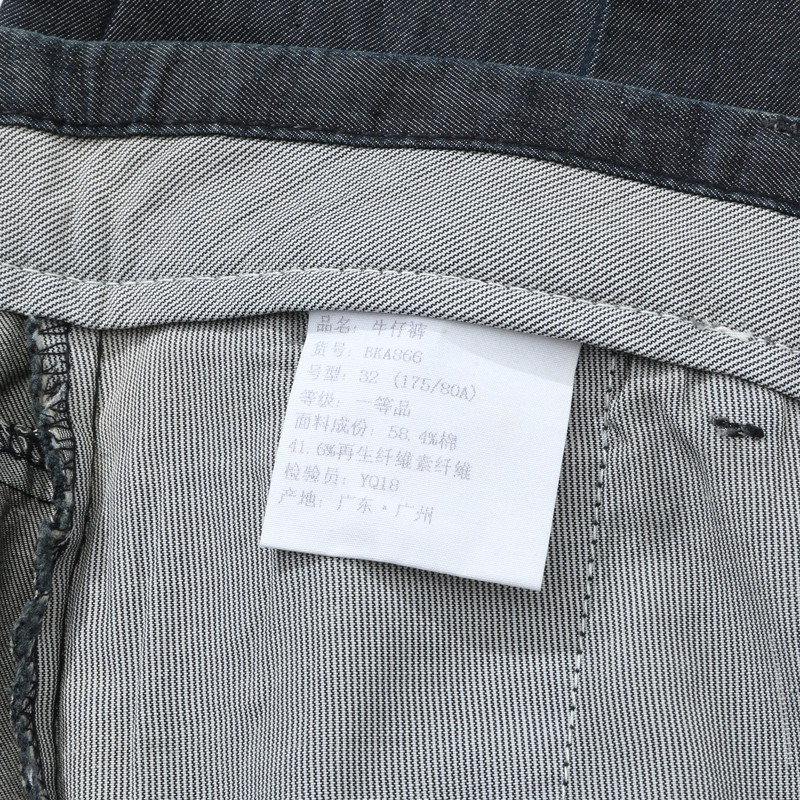 品名：牛仔裤
货号：BKA866
号型：32 (175/80A)
等级：一等品
面料成份：58.4%棉
41.6%再生纤维素纤维
检验员：YQ18
产地：广东·广州